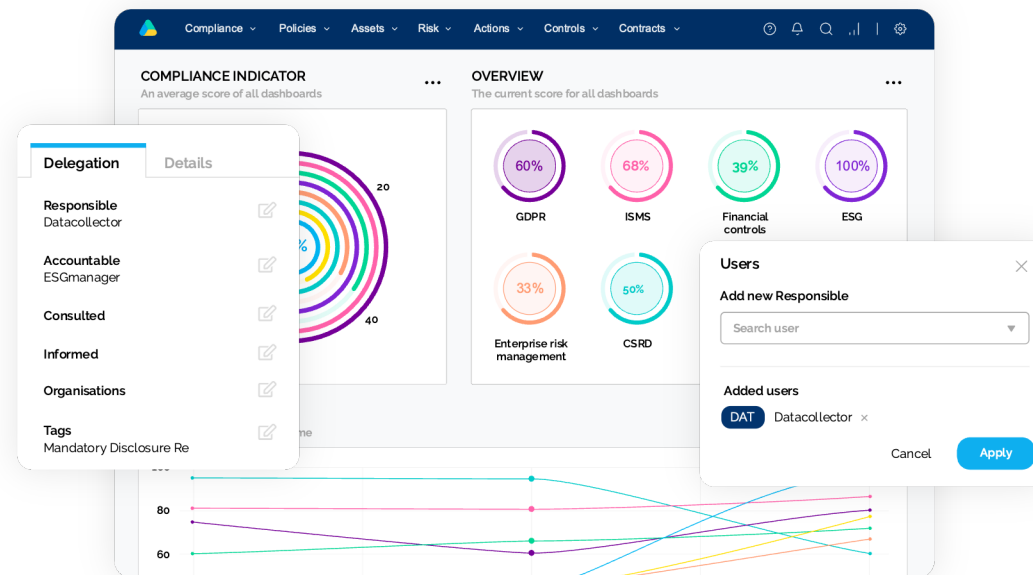 Compliance Policies Assets Risk Actions Controls Contracts
COMPLIANCE INDICATOR
An average score of all dashboards
OVERVIEW
The current score for all dashboards
Delegation Details
Responsible
Datacollector
Accountable
ESGmanager
Consulted
Informed
Organisations
Tags
Mandatory Disclosure Re
20
%
40
60% 68% 39% 100%
GDPR ISMS Financial controls ESG
33% 50%
Enterprise risk management CSRD
Users
Add new Responsible
Search user
Added users
DAT Datacollector ×
Cancel Apply
80
60